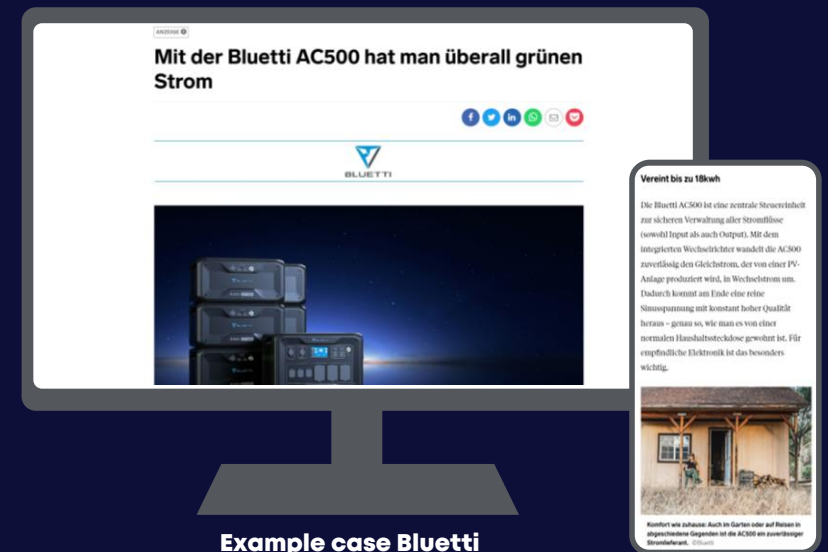 ANZEIGE
Mit der Bluetti AC500 hat man überall grünen
Strom
BLUETTI
Vereint bis zu 18kwh
Die Bluetti AC500 ist eine zentrale Steuereinheit
zur sicheren Verwaltung aller Stromflüsse
(sowohl Input als auch Output). Mit dem
integrierten Wechselrichter wandelt die AC500
zuverlässig den Gleichstrom, der von einer PV-
Anlage produziert wird, in Wechselstrom um.
Dadurch kommt am Ende eine reine
Sinusspannung mit konstant hoher Qualität
heraus – genau so, wie man es von einer
normalen Haushaltssteckdose gewohnt ist. Für
empfindliche Elektronik ist das besonders
wichtig.
Komfort wie zuhause: Auch im Garten oder auf Reisen in
abgeschiedene Gegenden ist die AC500 ein zuverlässiger
Stromlieferant. ©Bluetti
Example case Bluetti